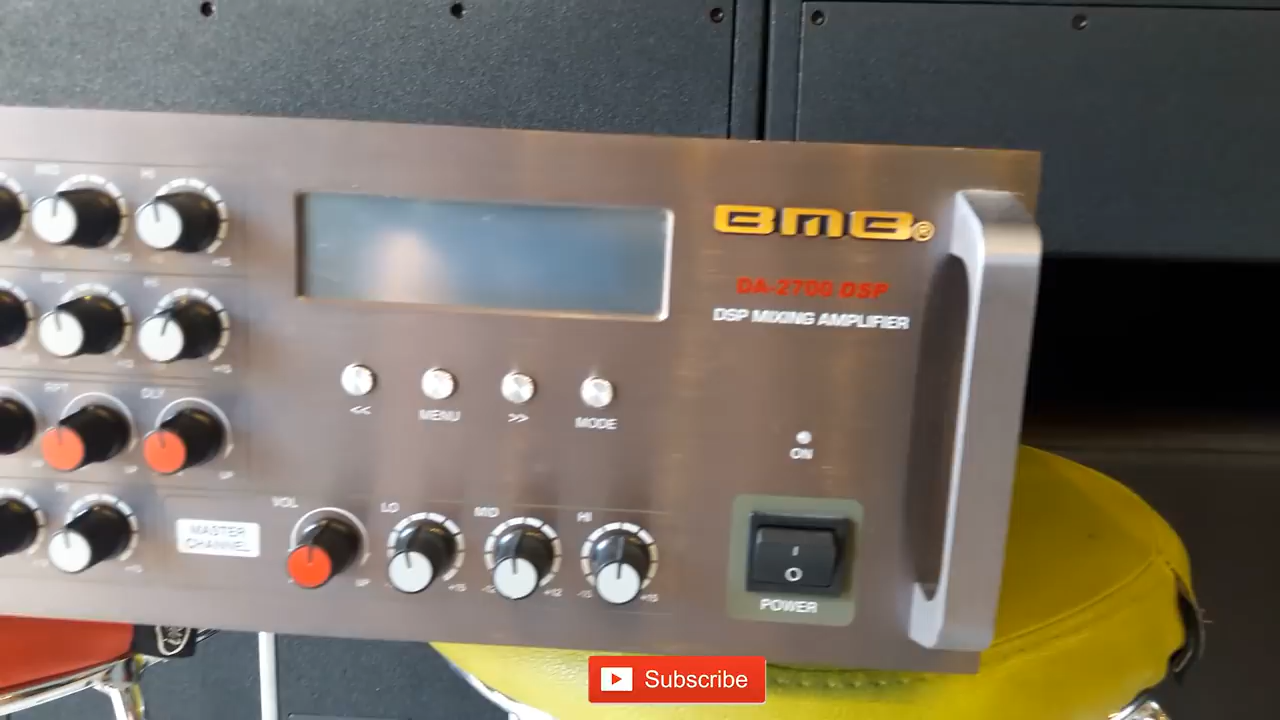 MID HI
BMB®
DA-2700 DSP
DSP MIXING AMPLIFIER
MID HI
<< MENU >> MODE
RPT DLY
ON
HI
VOL LO MID HI
MASTER
CHANNEL
I
O
POWER
Subscribe